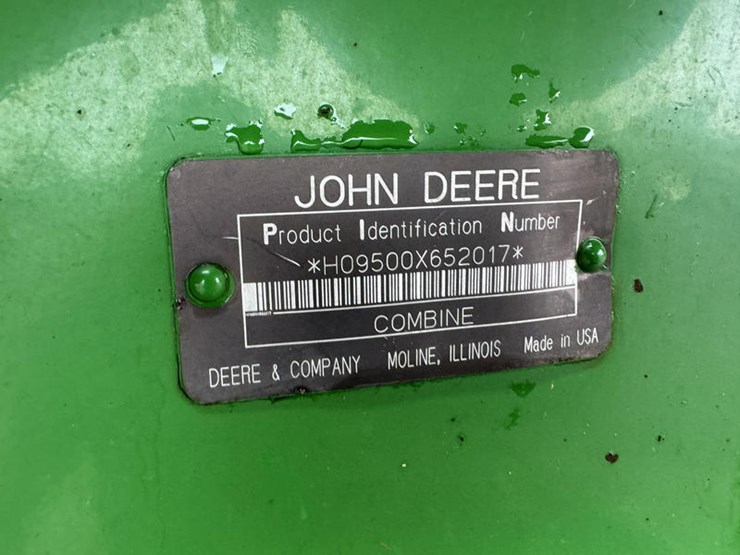 JOHN DEERE
Product Identification Number
*H09500X652017*
COMBINE
DEERE & COMPANY MOLINE, ILLINOIS Made in USA